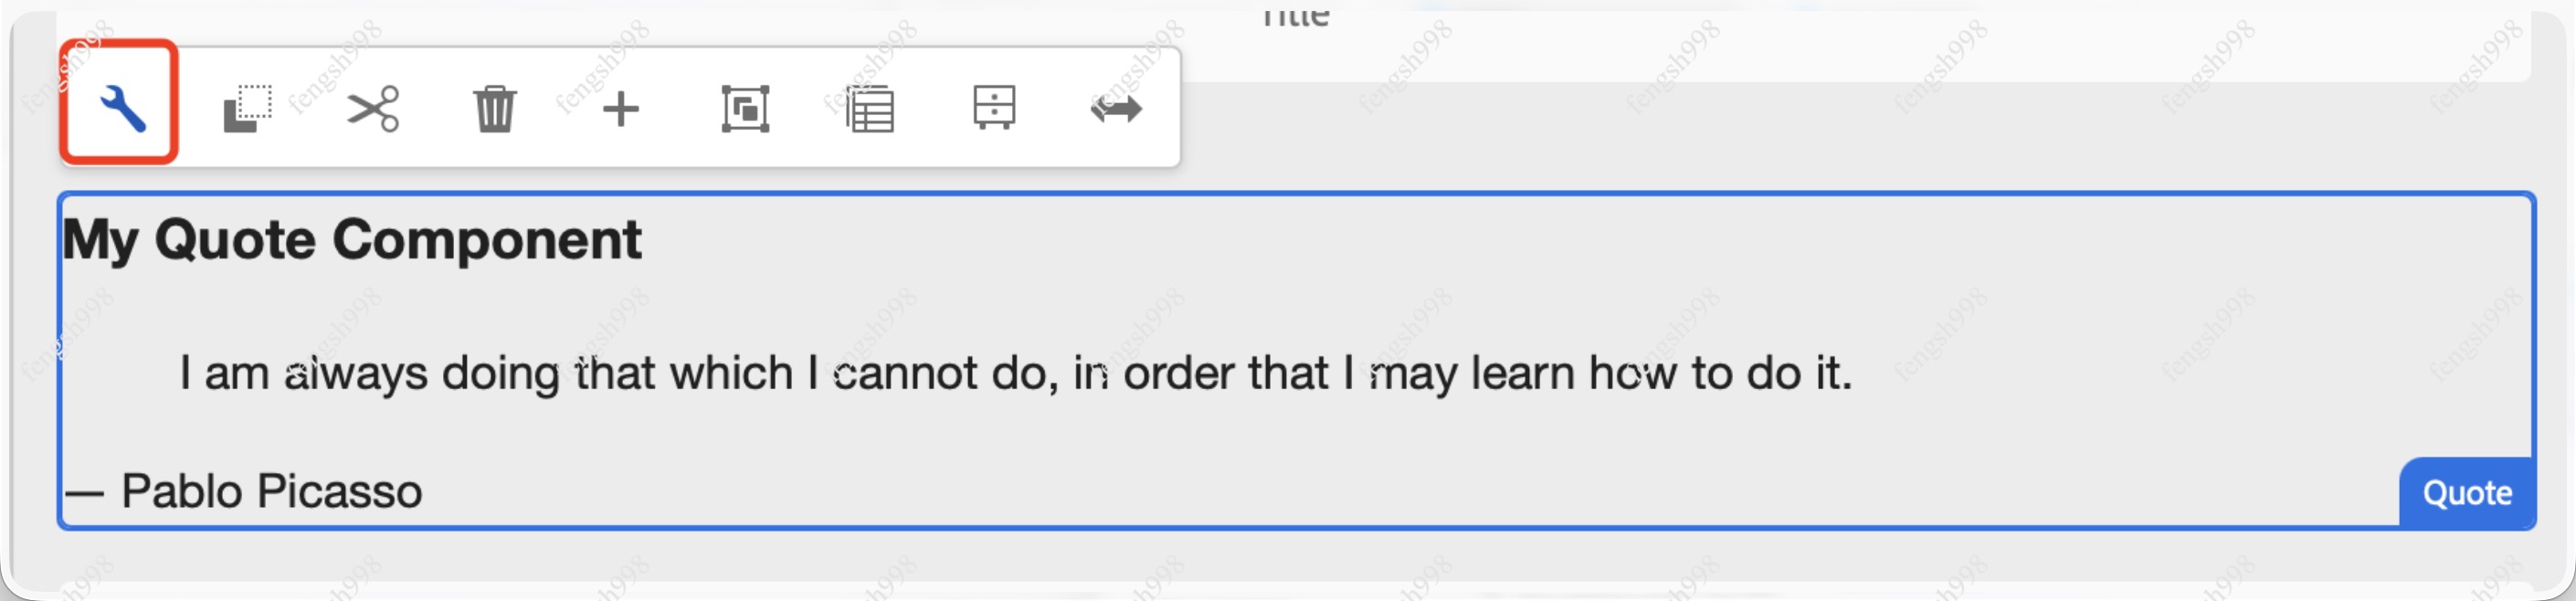 Title
My Quote Component
I am always doing that which I cannot do, in order that I may learn how to do it.
— Pablo Picasso
Quote
fengsh998